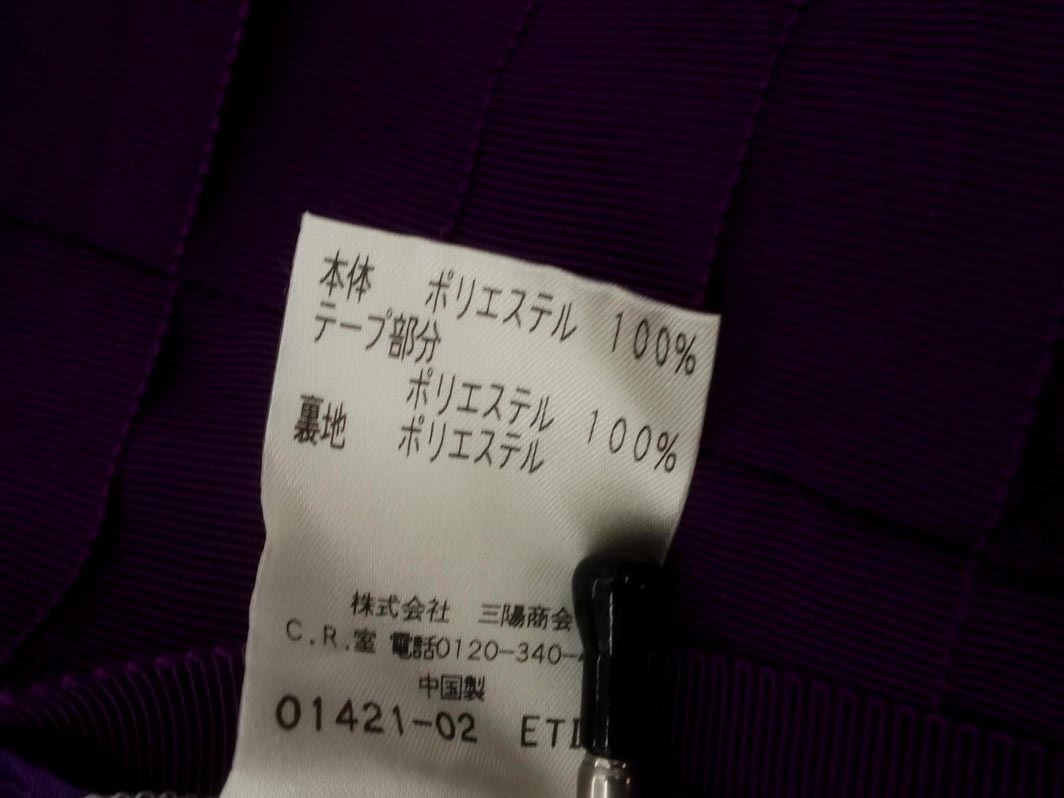 本体 ポリエステル 100%
テープ部分
ポリエステル 100%
裏地 ポリエステル
株式会社 三陽商会
C.R.室 電話0120-340-
中国製
01421-02 ETI